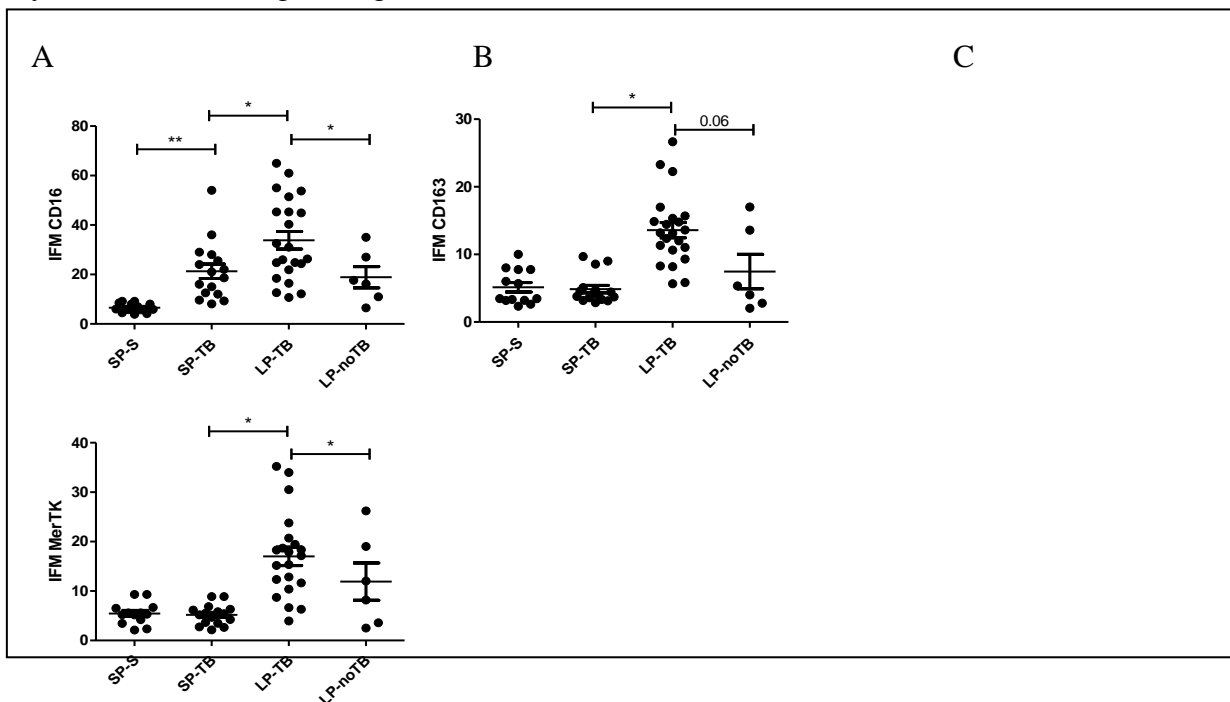 A
B
C
*
*
**
80
60
40
20
0
IFM CD16
SP-S
SP-TB
LP-TB
LP-noTB
*
0.06
30
20
10
0
IFM CD163
SP-S
SP-TB
LP-TB
LP-noTB
*
*
40
30
20
10
0
IFM MerTK
SP-S
SP-TB
LP-TB
LP-noTB